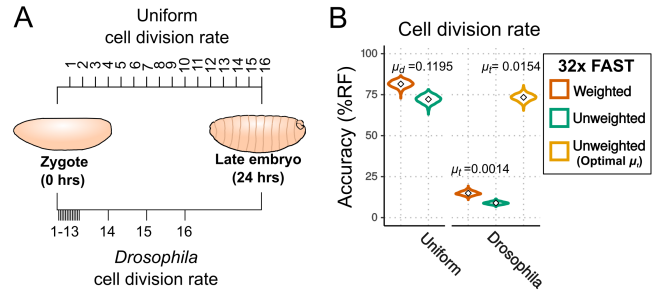 A
Uniform
cell division rate
1 2 3 4 5 6 7 8 9 10 11 12 13 14 15 16
Zygote
(0 hrs)
Late embryo
(24 hrs)
1-13 14 15 16
Drosophila
cell division rate
B
Cell division rate
Accuracy (%RF)
100
75
50
25
0
μd=0.1195
μt= 0.0154
μt =0.0014
Uniform
Drosophila
32x FAST
Weighted
Unweighted
Unweighted
(Optimal μt)